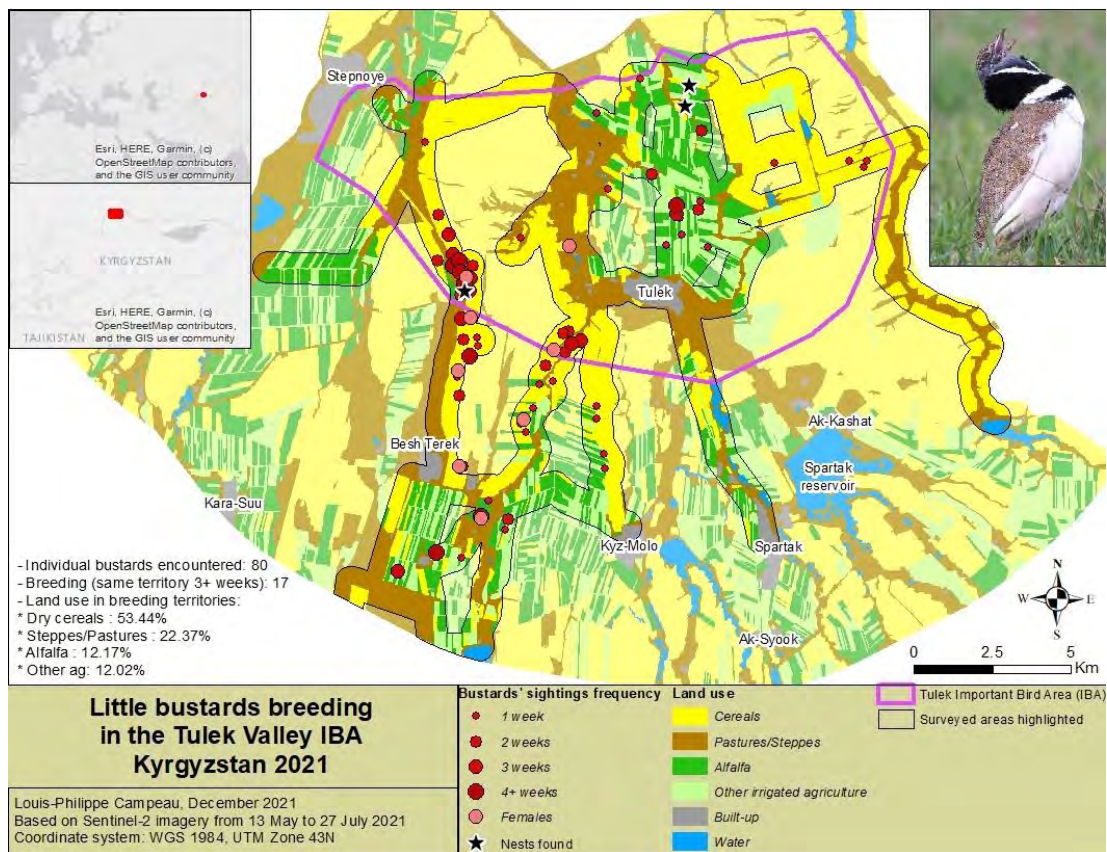 Esri, HERE, Garmin, (c)
OpenStreetMap contributors,
and the GIS user community
KYRGYZSTAN
TAJIKISTAN
Esri, HERE, Garmin, (c)
OpenStreetMap contributors,
and the GIS user community
Stepnoye
Tulek
Ak-Kashat
Besh Terek
Spartak
reservoir
Kara-Suu
Kyz-Molo
Spartak
Ak-Syook
N
W
E
S
0 2.5 5
Km
- Individual bustards encountered: 80
- Breeding (same territory 3+ weeks): 17
- Land use in breeding territories:
* Dry cereals : 53.44%
* Steppes/Pastures : 22.37%
* Alfalfa : 12.17%
* Other ag: 12.02%
Little bustards breeding
in the Tulek Valley IBA
Kyrgyzstan 2021
Louis-Philippe Campeau, December 2021
Based on Sentinel-2 imagery from 13 May to 27 July 2021
Coordinate system: WGS 1984, UTM Zone 43N
Bustards' sightings frequency
1 week
2 weeks
3 weeks
4+ weeks
Females
Nests found
Land use
Cereals
Pastures/Steppes
Alfalfa
Other irrigated agriculture
Built-up
Water
Tulek Important Bird Area (IBA)
Surveyed areas highlighted